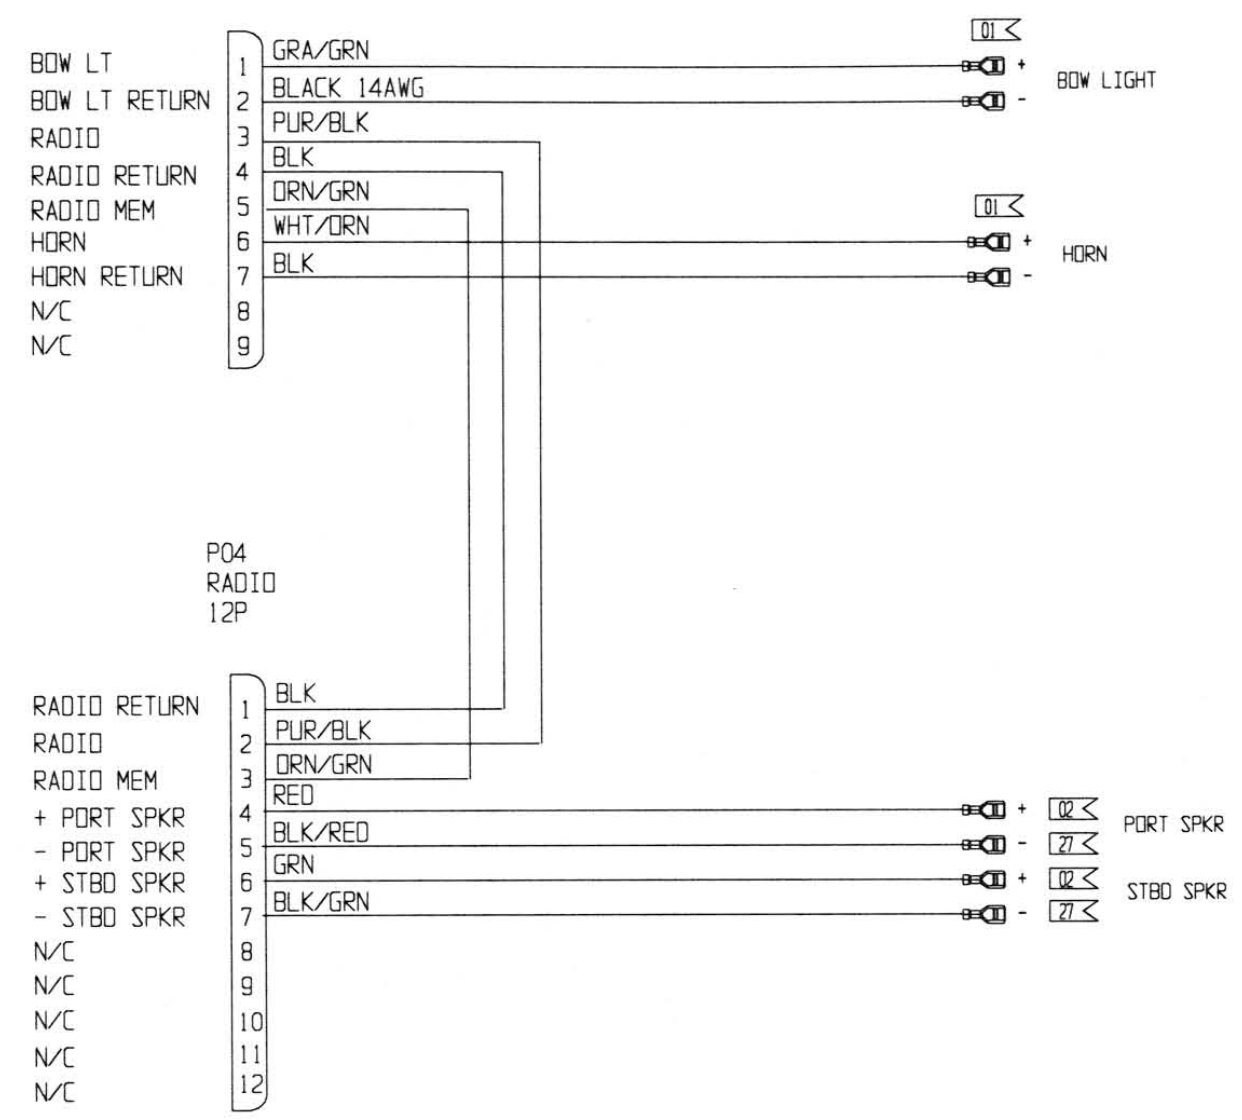 01
BOW LT 1 GRA/GRN + BOW LIGHT
BOW LT RETURN 2 BLACK 14AWG -
RADIO 3 PUR/BLK
RADIO RETURN 4 BLK
RADIO MEM 5 ORN/GRN 01
HORN 6 WHT/ORN + HORN
HORN RETURN 7 BLK -
N/C 8
N/C 9
P04
RADIO
12P
RADIO RETURN 1 BLK
RADIO 2 PUR/BLK
RADIO MEM 3 ORN/GRN
+ PORT SPKR 4 RED + 02 PORT SPKR
- PORT SPKR 5 BLK/RED - 27
+ STBD SPKR 6 GRN + 02 STBD SPKR
- STBD SPKR 7 BLK/GRN - 27
N/C 8
N/C 9
N/C 10
N/C 11
N/C 12